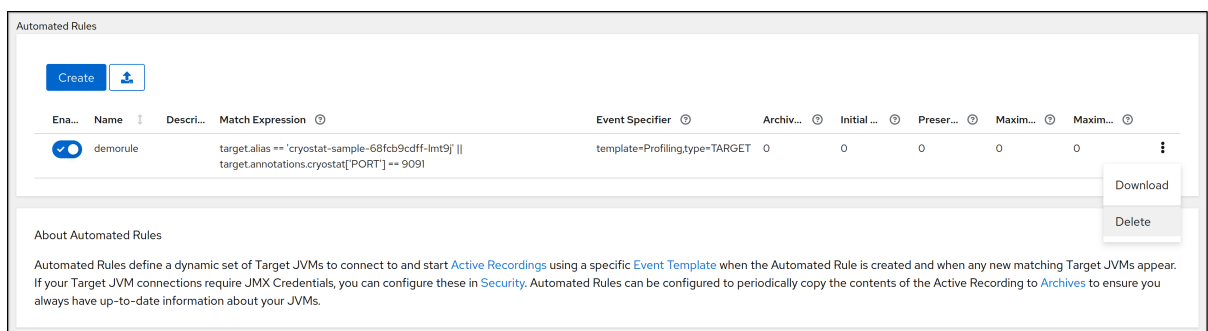 Automated Rules
Create
Ena... Name Descri... Match Expression Event Specifier Archiv... Initial ... Preser... Maxim... Maxim...
demorule target.alias == 'cryostat-sample-68fcb9cdff-lmt9j' || template=Profiling,type=TARGET 0 0 0 0 0
target.annotations.cryostat['PORT'] == 9091
Download
Delete
About Automated Rules
Automated Rules define a dynamic set of Target JVMs to connect to and start Active Recordings using a specific Event Template when the Automated Rule is created and when any new matching Target JVMs appear.
If your Target JVM connections require JMX Credentials, you can configure these in Security. Automated Rules can be configured to periodically copy the contents of the Active Recording to Archives to ensure you
always have up-to-date information about your JVMs.